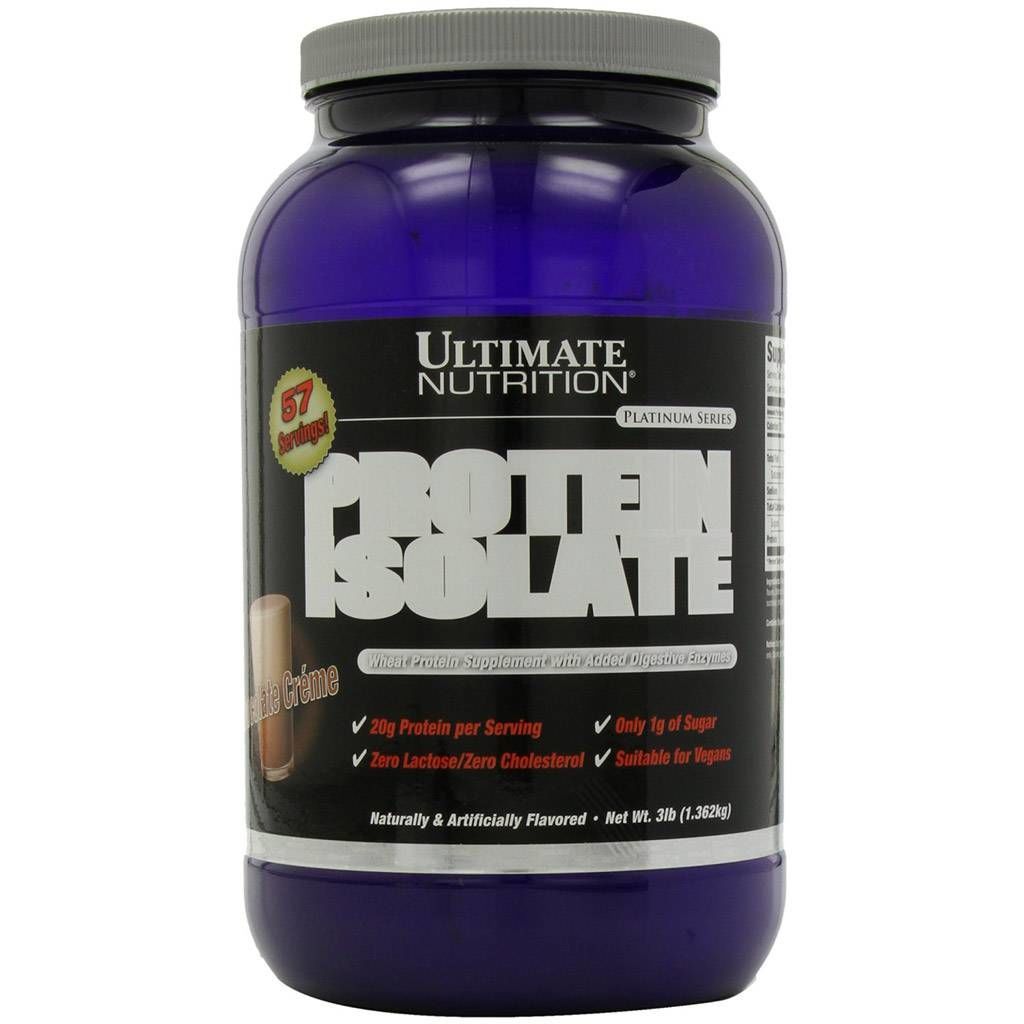 ULTIMATE
NUTRITION®
PLATINUM SERIES
57
Servings!
PROTEIN
ISOLATE
Wheat Protein Supplement with Added Digestive Enzymes
Créme
✓ 20g Protein per Serving ✓ Only 1g of Sugar
✓ Zero Lactose/Zero Cholesterol ✓ Suitable for Vegans
Naturally & Artificially Flavored • Net Wt. 3lb (1.362kg)